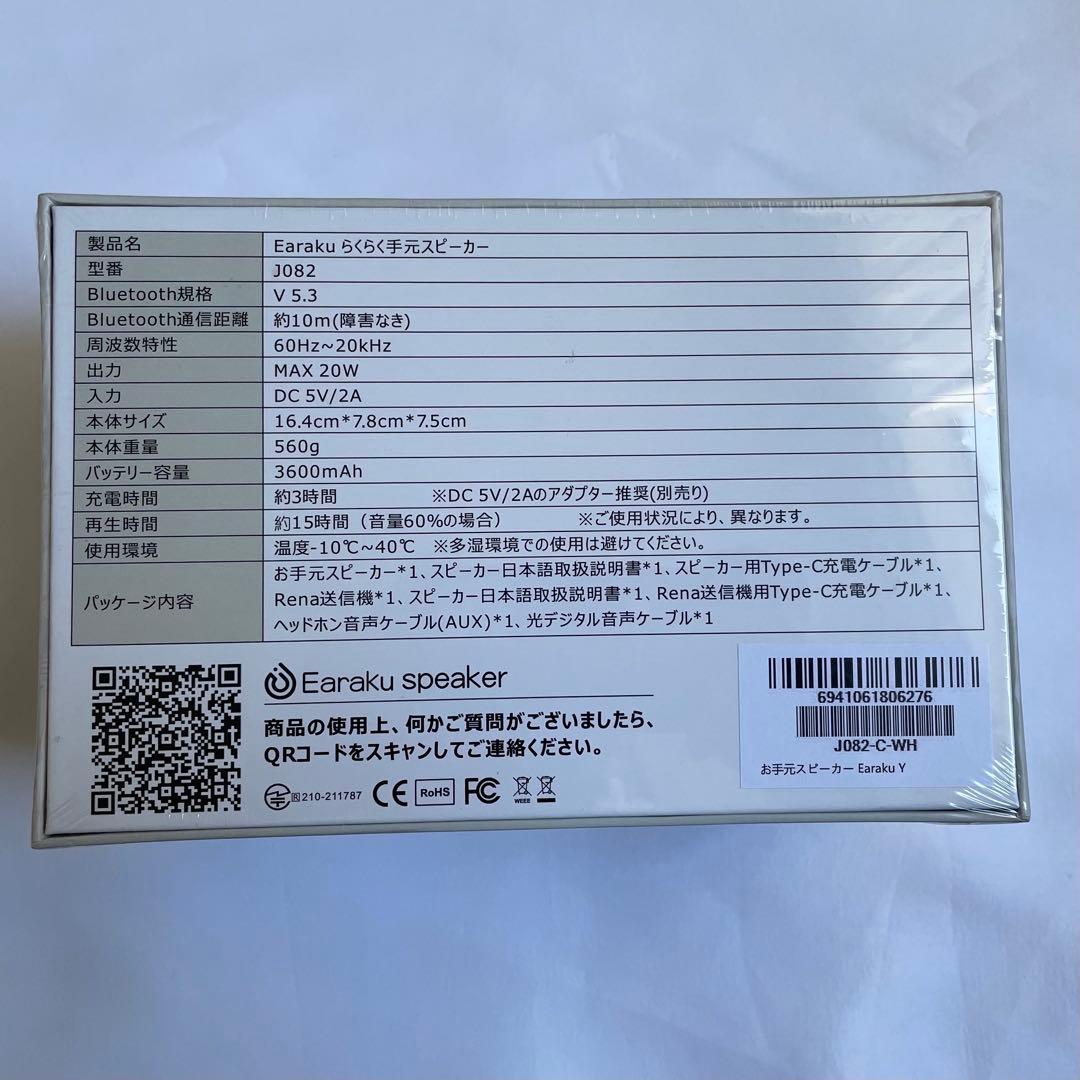 製品名 Earaku らくらく手元スピーカー
型番 J082
Bluetooth規格 V 5.3
Bluetooth通信距離 約10m(障害なき)
周波数特性 60Hz~20kHz
出力 MAX 20W
入力 DC 5V/2A
本体サイズ 16.4cm*7.8cm*7.5cm
本体重量 560g
バッテリー容量 3600mAh
充電時間 約3時間 ※DC 5V/2Aのアダプター推奨(別売り)
再生時間 約15時間（音量60%の場合） ※ご使用状況により、異なります。
使用環境 温度-10℃~40℃ ※多湿環境での使用は避けてください。
パッケージ内容 お手元スピーカー*1、スピーカー日本語取扱説明書*1、スピーカー用Type-C充電ケーブル*1、
Rena送信機*1、スピーカー日本語取扱説明書*1、Rena送信機用Type-C充電ケーブル*1、
ヘッドホン音声ケーブル(AUX)*1、光デジタル音声ケーブル*1
Earaku speaker
商品の使用上、何かご質問がございましたら、
QRコードをスキャンしてご連絡ください。
R 210-211787 CE RoHS FC WEEE
6941061806276
J082-C-WH
お手元スピーカー Earaku Y